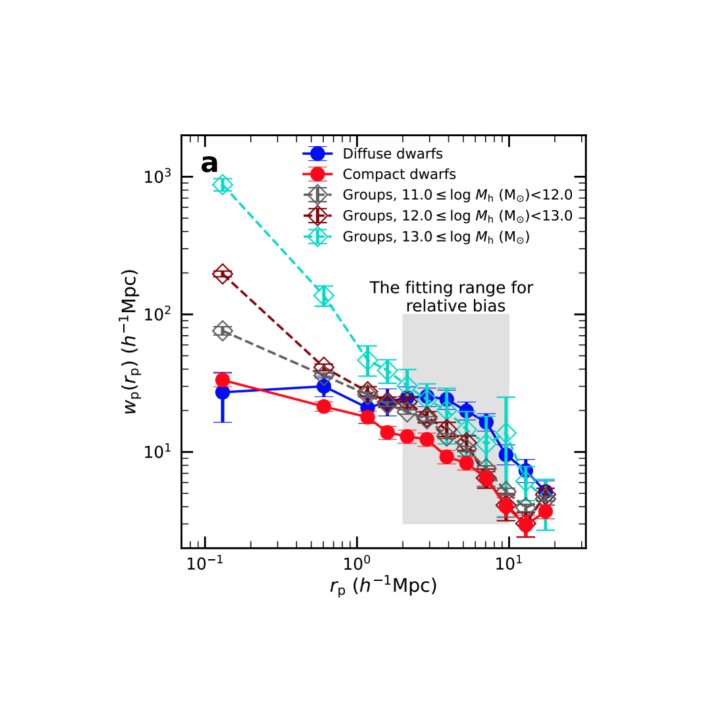 a
Diffuse dwarfs
Compact dwarfs
Groups, 11.0 ≤ log Mₕ (M☉)<12.0
Groups, 12.0 ≤ log Mₕ (M☉)<13.0
Groups, 13.0 ≤ log Mₕ (M☉)
The fitting range for
relative bias
10³
10²
10¹
wₚ(rₚ) (h⁻¹Mpc)
10⁻¹ 10⁰ 10¹
rₚ (h⁻¹Mpc)